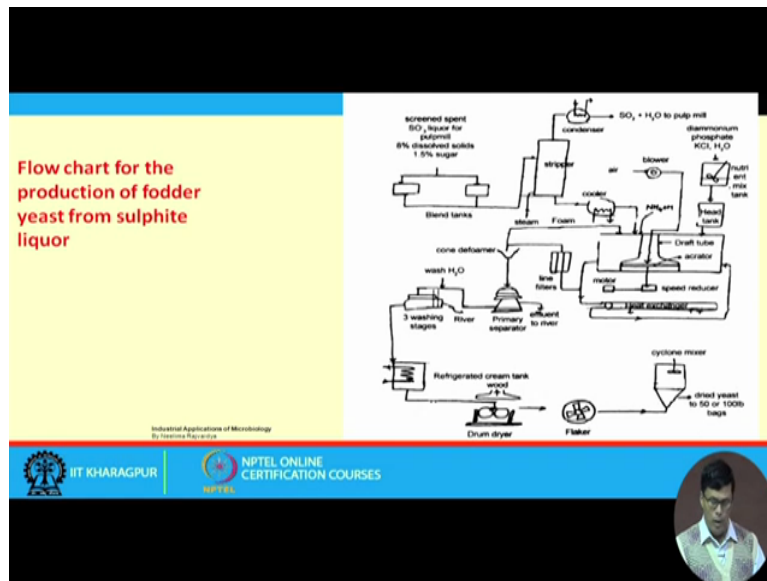 Flow chart for the
production of fodder
yeast from sulphite
liquor
screened spent
SO₂ liquor for
pulpmill
6% dissolved solids
1.5% sugar
Blend tanks
condenser
SO₂ + H₂O to pulp mill
stripper
steam
Foam
cooler
air
blower
diammonium
phosphate
KCl, H₂O
nutri
ent
mix
tank
Head
tank
Draft tube
aerator
motor
speed reducer
Heat exchanger
line
filters
cone defoamer
wash H₂O
3 washing
stages
River
Primary
separator
effluent
to river
Refrigerated cream tank
wood
Drum dryer
Flaker
cyclone mixer
dried yeast
to 50 or 100lb
bags
Industrial Applications of Microbiology
By Neelima Rajvaidya
IIT KHARAGPUR
NPTEL
NPTEL ONLINE
CERTIFICATION COURSES